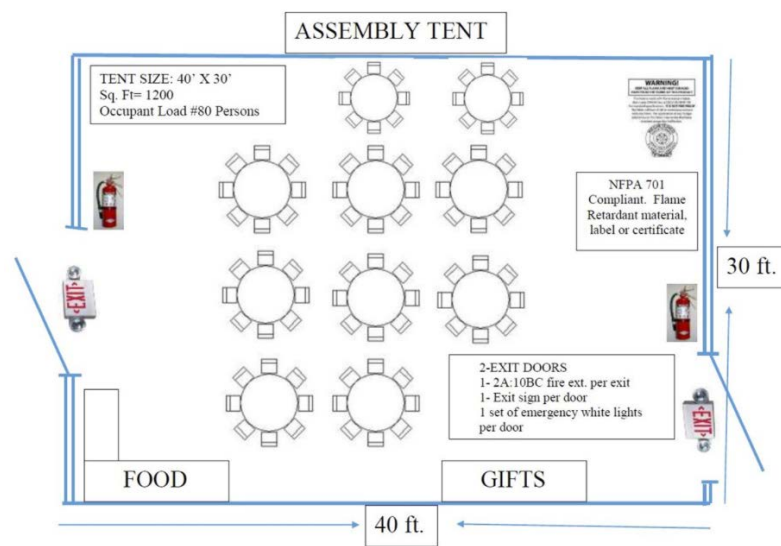 ASSEMBLY TENT
TENT SIZE: 40' X 30'
Sq. Ft= 1200
Occupant Load #80 Persons
WARNING!
NFPA 701
Compliant. Flame
Retardant material,
label or certificate
30 ft.
EXIT
2-EXIT DOORS
1- 2A:10BC fire ext. per exit
1- Exit sign per door
1 set of emergency white lights
per door
EXIT
FOOD
GIFTS
40 ft.